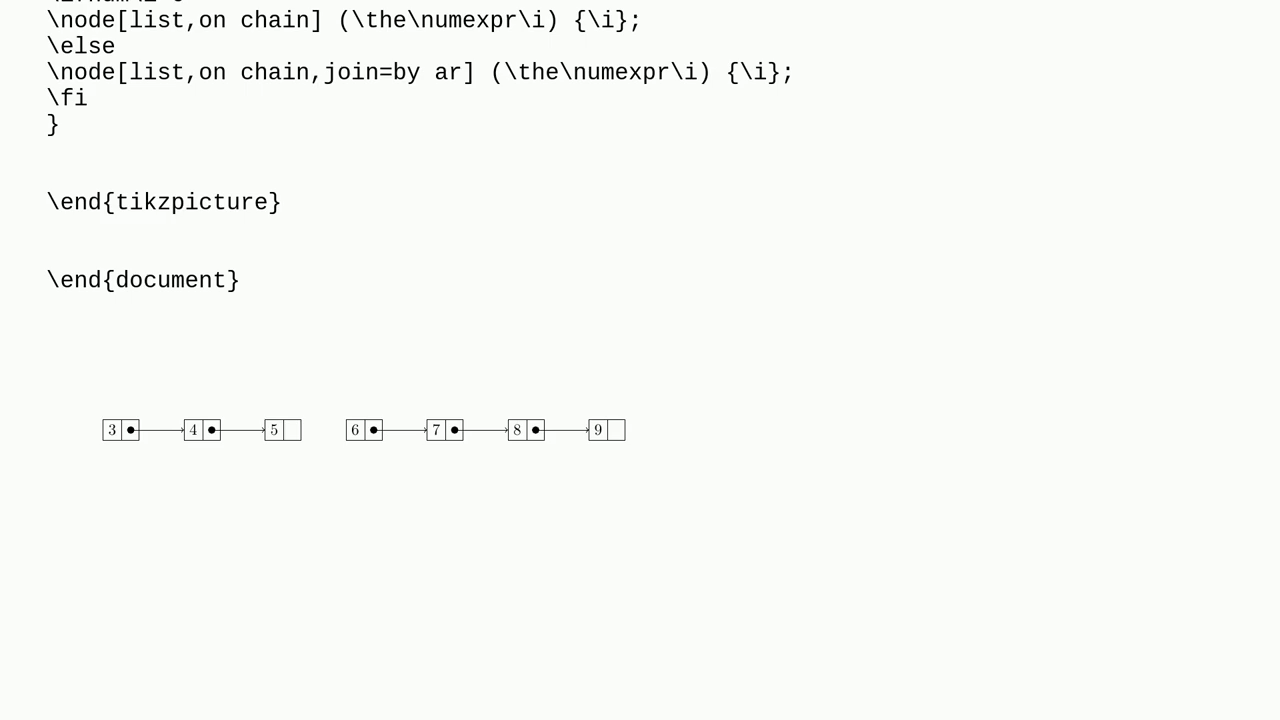 \node[list,on chain] (\the\numexpr\i) {\i};
\else
\node[list,on chain,join=by ar] (\the\numexpr\i) {\i};
\fi
}
\end{tikzpicture}
\end{document}
3 4 5 6 7 8 9